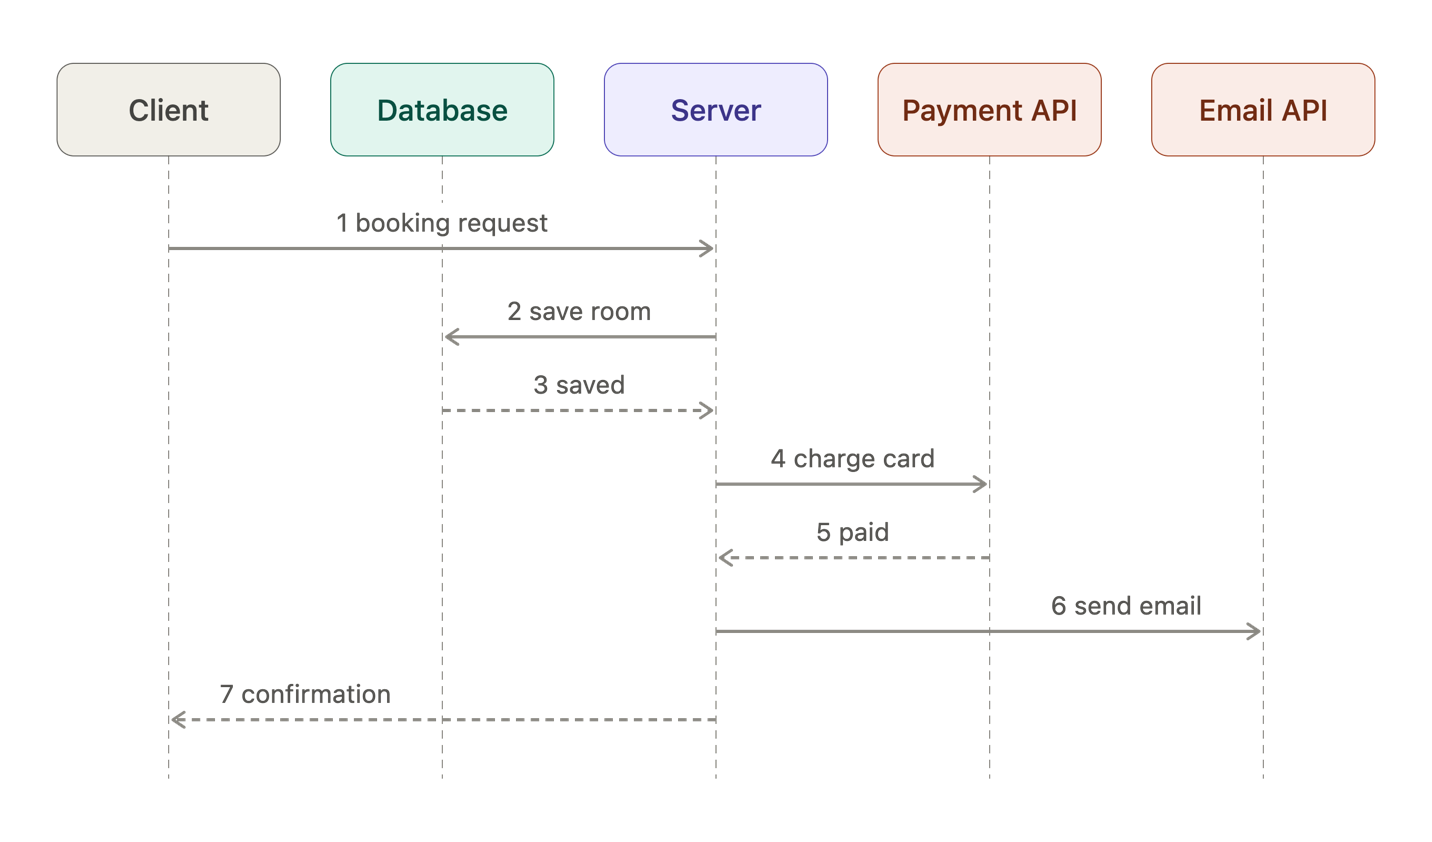 Client
Database
Server
Payment API
Email API
1 booking request
2 save room
3 saved
4 charge card
5 paid
6 send email
7 confirmation